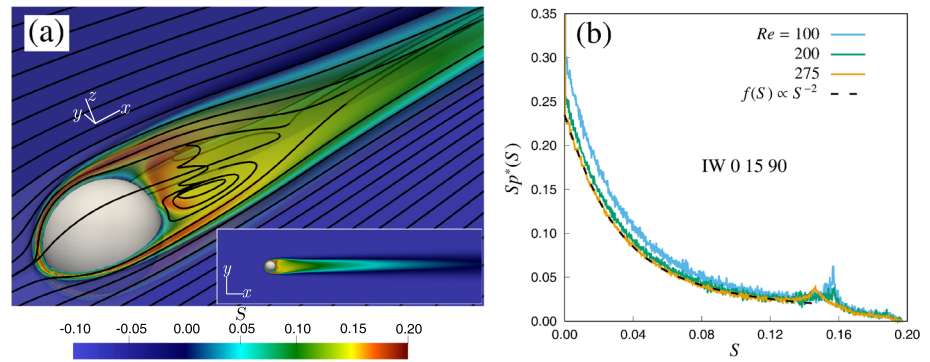 (a)
z
y
x
y
x
S
-0.10 -0.05 0.00 0.05 0.10 0.15 0.20
(b)
Re = 100
200
275
f(S) ∝ S⁻²
IW 0 15 90
Sp*(S)
0.35
0.30
0.25
0.20
0.15
0.10
0.05
0.00
0.00 0.04 0.08 0.12 0.16 0.20
S